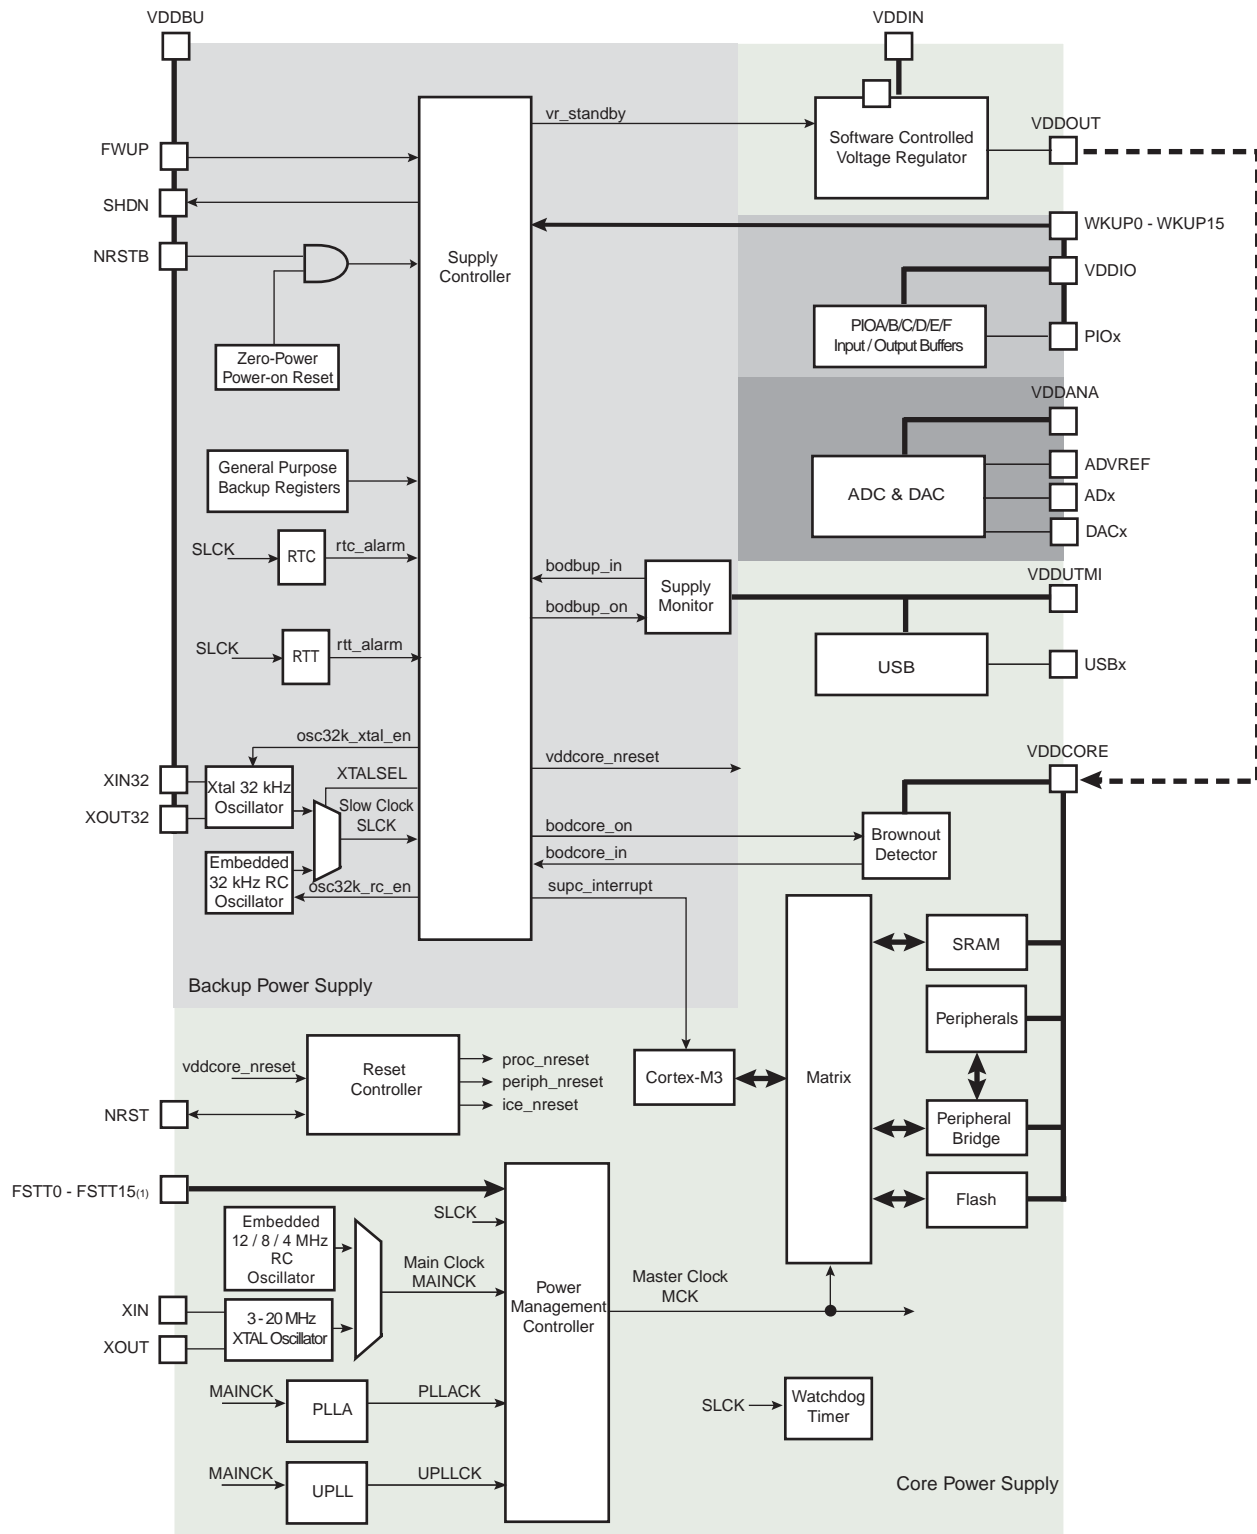 VDDBU
VDDIN
vr_standby
Software Controlled
Voltage Regulator
VDDOUT
FWUP
SHDN
NRSTB
Supply
Controller
WKUP0 - WKUP15
VDDIO
PIOA/B/C/D/E/F
Input / Output Buffers
PIOx
Zero-Power
Power-on Reset
VDDANA
General Purpose
Backup Registers
ADC & DAC
ADVREF
ADx
DACx
SLCK
RTC
rtc_alarm
bodbup_in
bodbup_on
Supply
Monitor
VDDUTMI
SLCK
RTT
rtt_alarm
USB
USBx
osc32k_xtal_en
XTALSEL
vddcore_nreset
VDDCORE
XIN32
XOUT32
Xtal 32 kHz
Oscillator
Slow Clock
SLCK
bodcore_on
bodcore_in
Brownout
Detector
Embedded
32 kHz RC
Oscillator
osc32k_rc_en
supc_interrupt
SRAM
Backup Power Supply
Peripherals
vddcore_nreset
NRST
Reset
Controller
proc_nreset
periph_nreset
ice_nreset
Cortex-M3
Matrix
Peripheral
Bridge
FSTT0 - FSTT15(1)
SLCK
Flash
Embedded
12 / 8 / 4 MHz
RC
Oscillator
Main Clock
MAINCK
Power
Management
Controller
Master Clock
MCK
XIN
XOUT
3 - 20 MHz
XTAL Oscillator
MAINCK
PLLA
PLLACK
SLCK
Watchdog
Timer
MAINCK
UPLL
UPLLCK
Core Power Supply